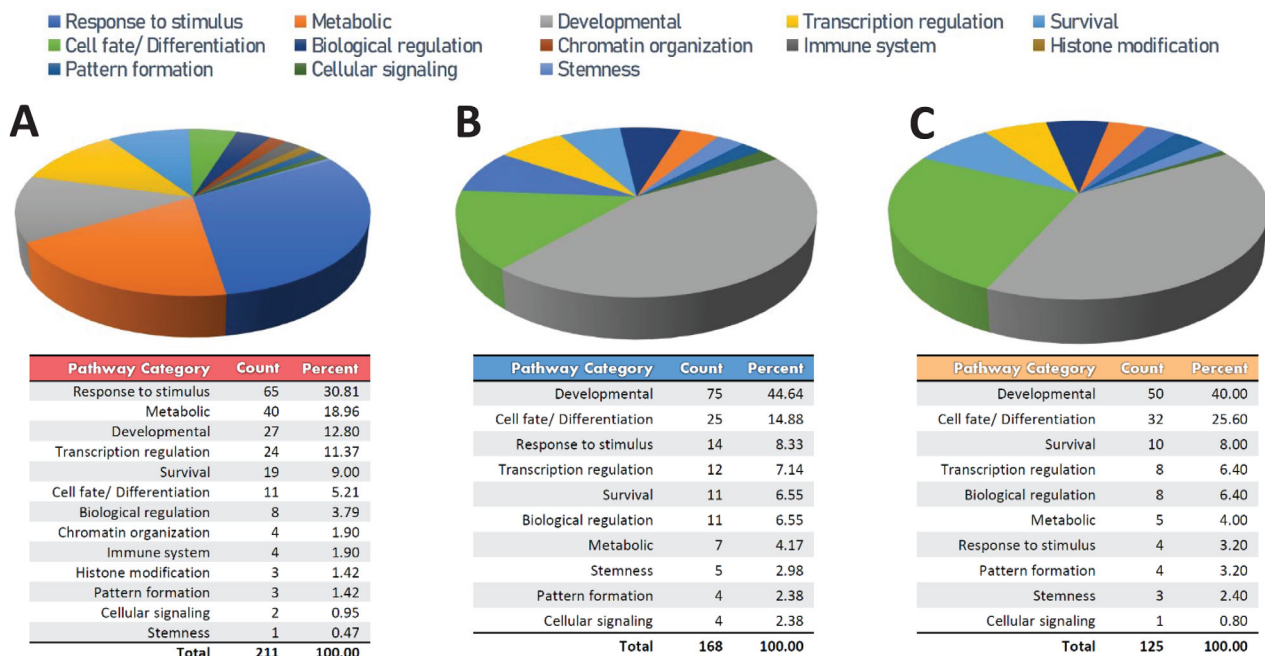 Response to stimulus Metabolic Developmental Transcription regulation Survival
Cell fate/ Differentiation Biological regulation Chromatin organization Immune system Histone modification
Pattern formation Cellular signaling Stemness
A
B
C
Pathway Category Count Percent
Response to stimulus 65 30.81
Metabolic 40 18.96
Developmental 27 12.80
Transcription regulation 24 11.37
Survival 19 9.00
Cell fate/ Differentiation 11 5.21
Biological regulation 8 3.79
Chromatin organization 4 1.90
Immune system 4 1.90
Histone modification 3 1.42
Pattern formation 3 1.42
Cellular signaling 2 0.95
Stemness 1 0.47
Total 211 100.00
Pathway Category Count Percent
Developmental 75 44.64
Cell fate/ Differentiation 25 14.88
Response to stimulus 14 8.33
Transcription regulation 12 7.14
Survival 11 6.55
Biological regulation 11 6.55
Metabolic 7 4.17
Stemness 5 2.98
Pattern formation 4 2.38
Cellular signaling 4 2.38
Total 168 100.00
Pathway Category Count Percent
Developmental 50 40.00
Cell fate/ Differentiation 32 25.60
Survival 10 8.00
Transcription regulation 8 6.40
Biological regulation 8 6.40
Metabolic 5 4.00
Response to stimulus 4 3.20
Pattern formation 4 3.20
Stemness 3 2.40
Cellular signaling 1 0.80
Total 125 100.00